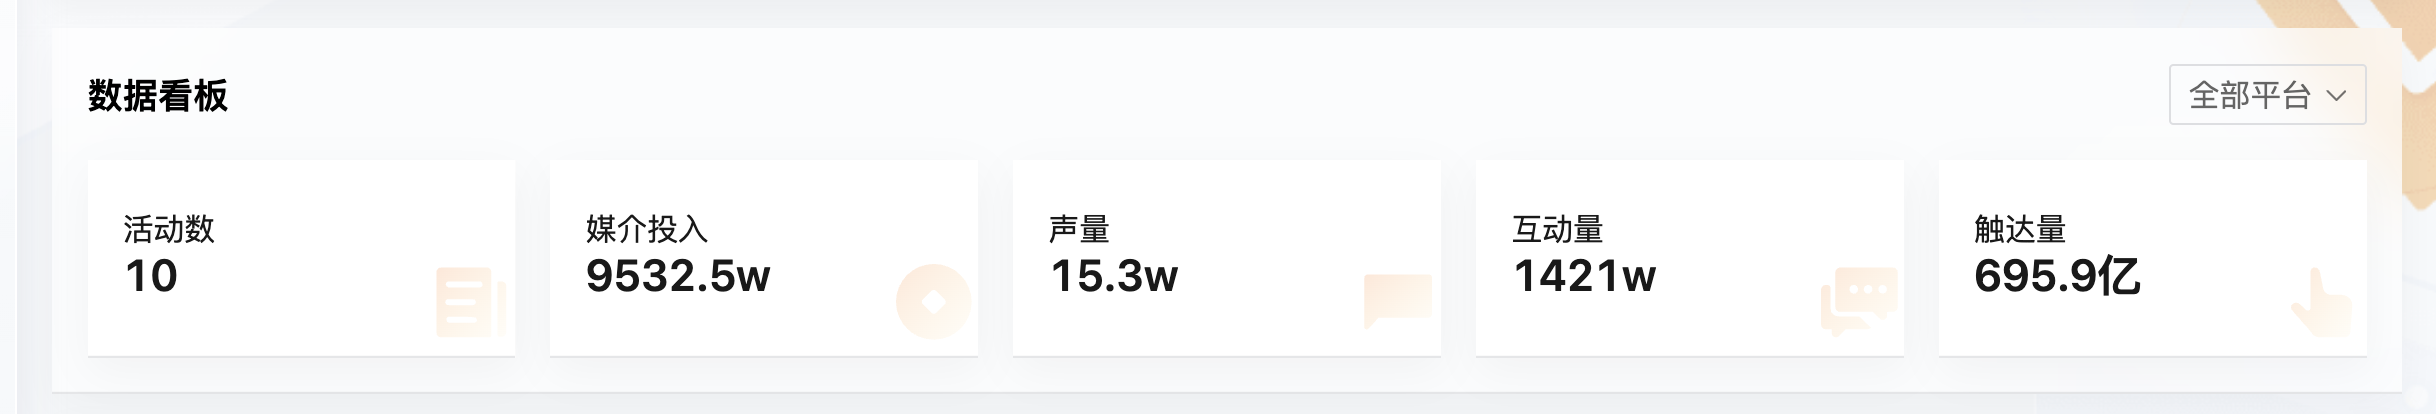 数据看板
全部平台
活动数
10
媒介投入
9532.5w
声量
15.3w
互动量
1421w
触达量
695.9亿